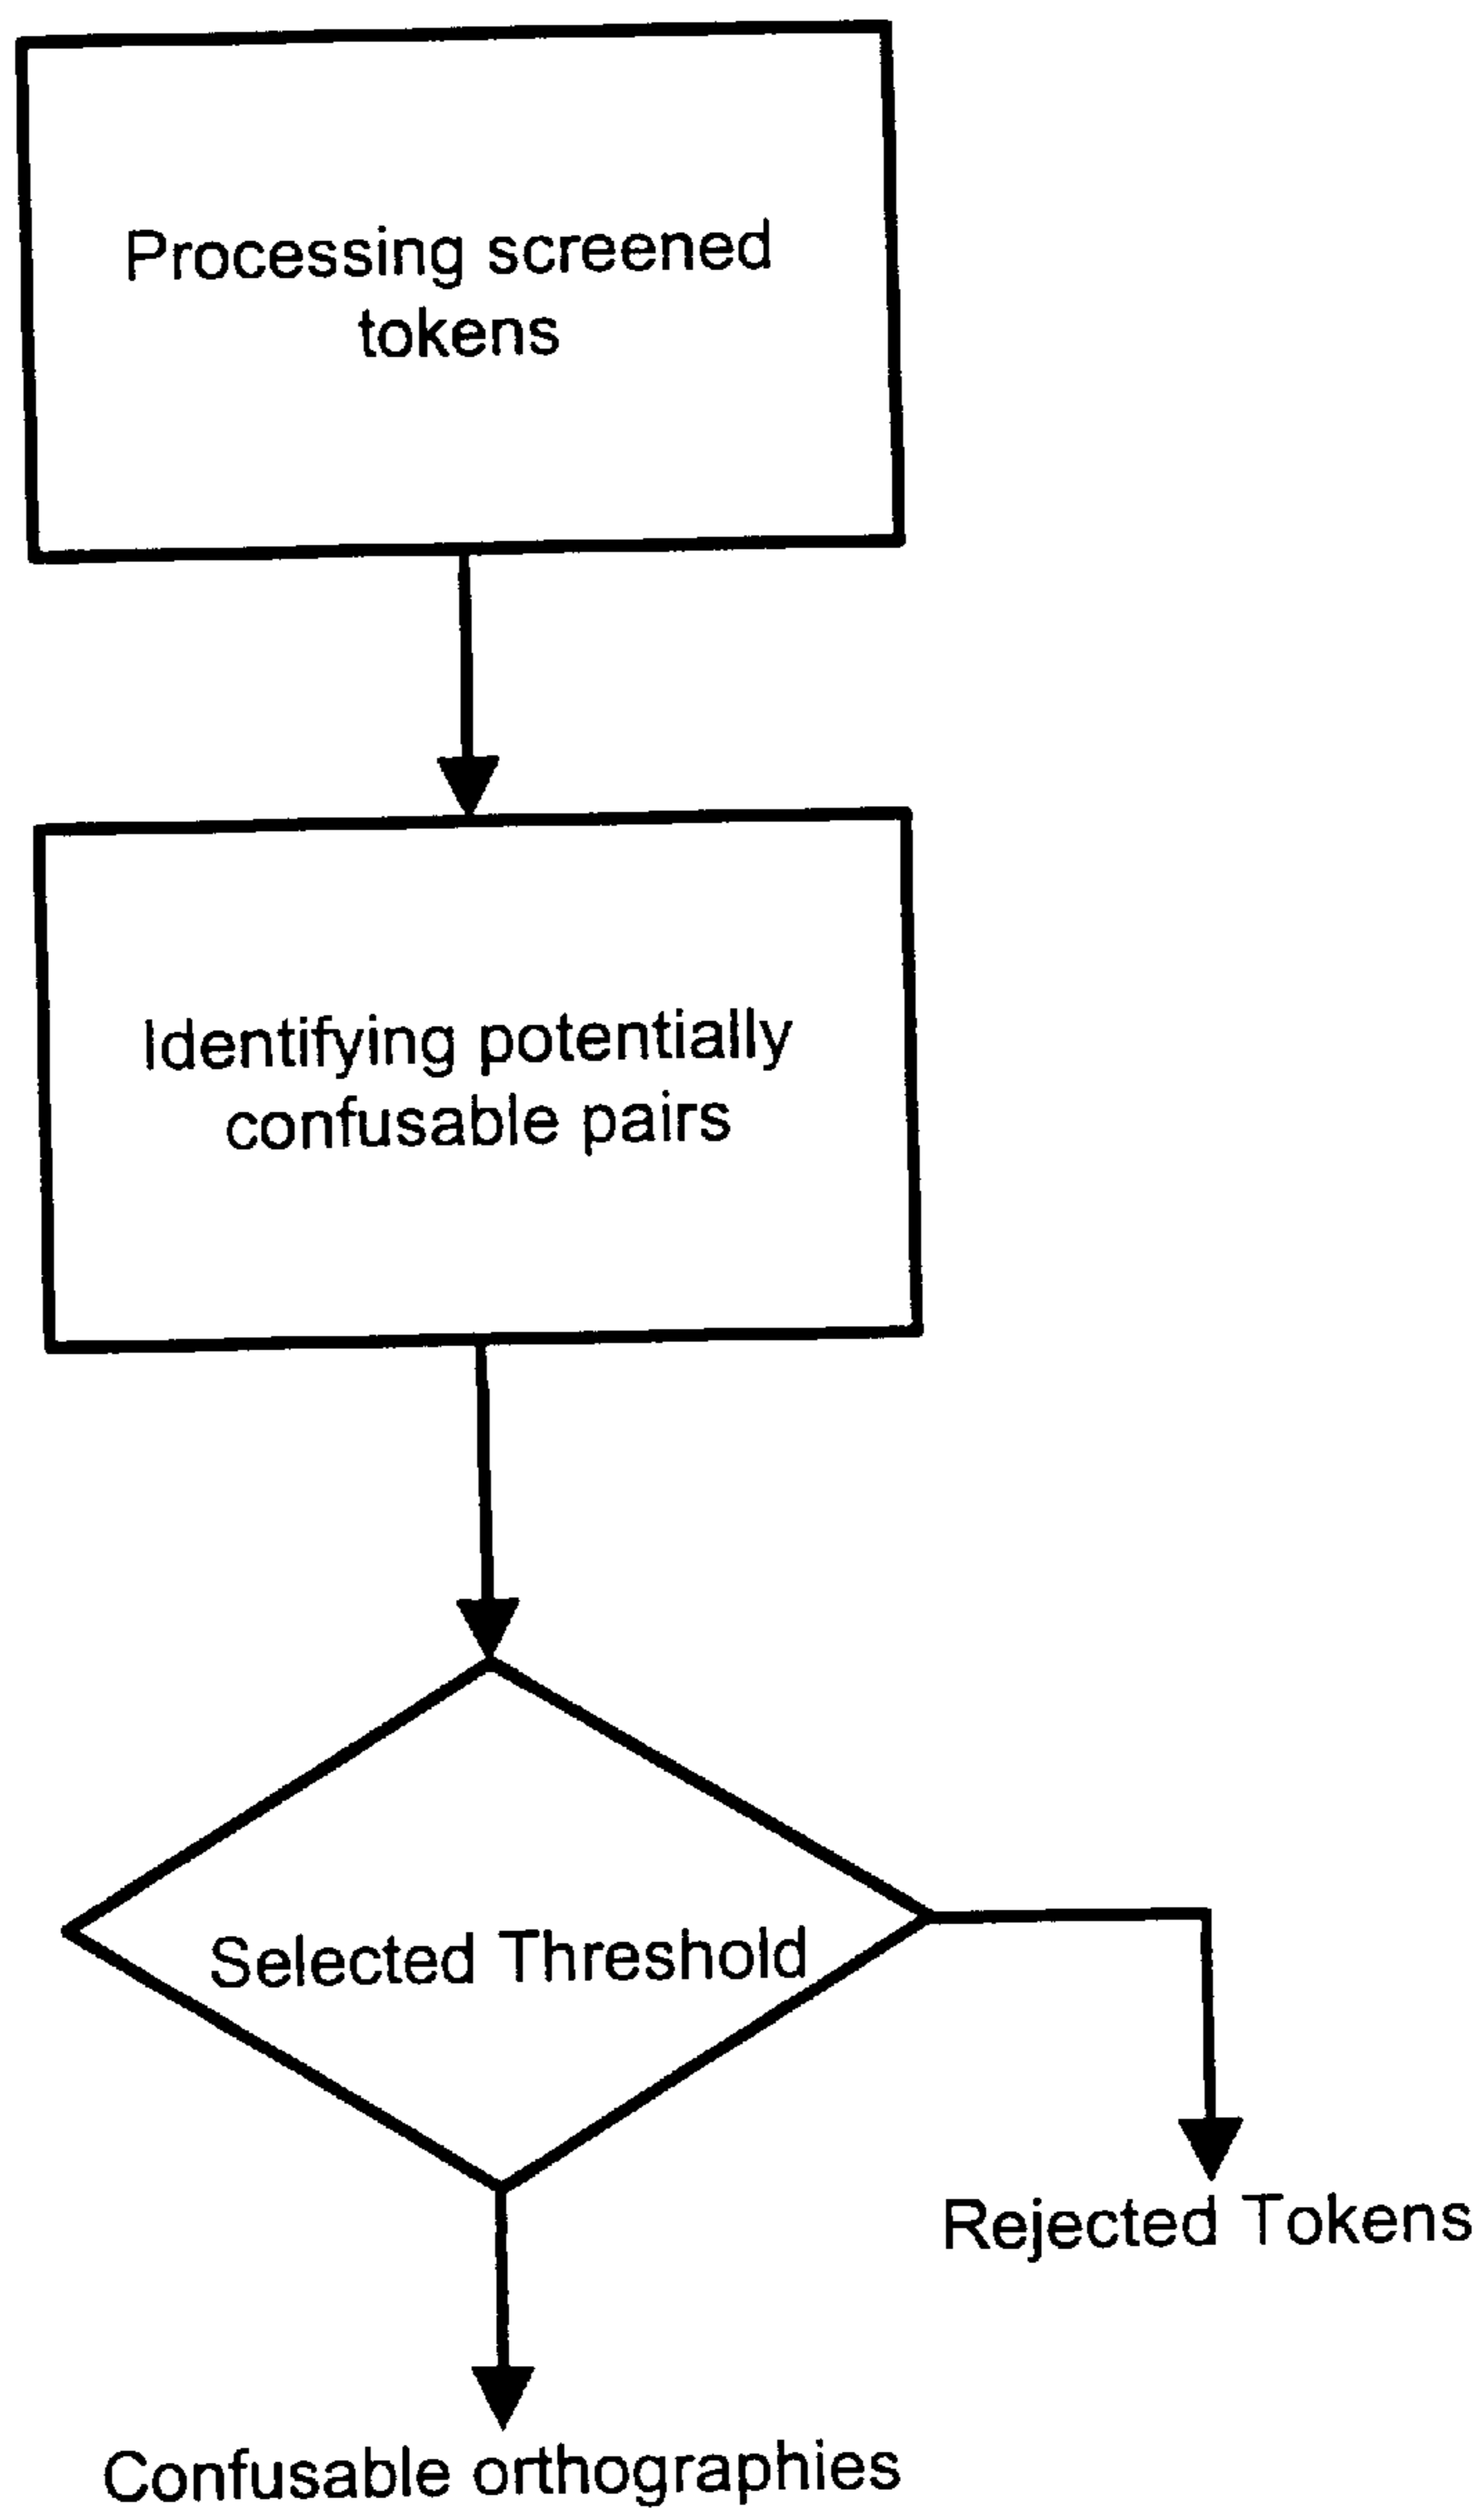 Processing screened
tokens
Identifying potentially
confusable pairs
Selected Threshold
Rejected Tokens
Confusable orthographies